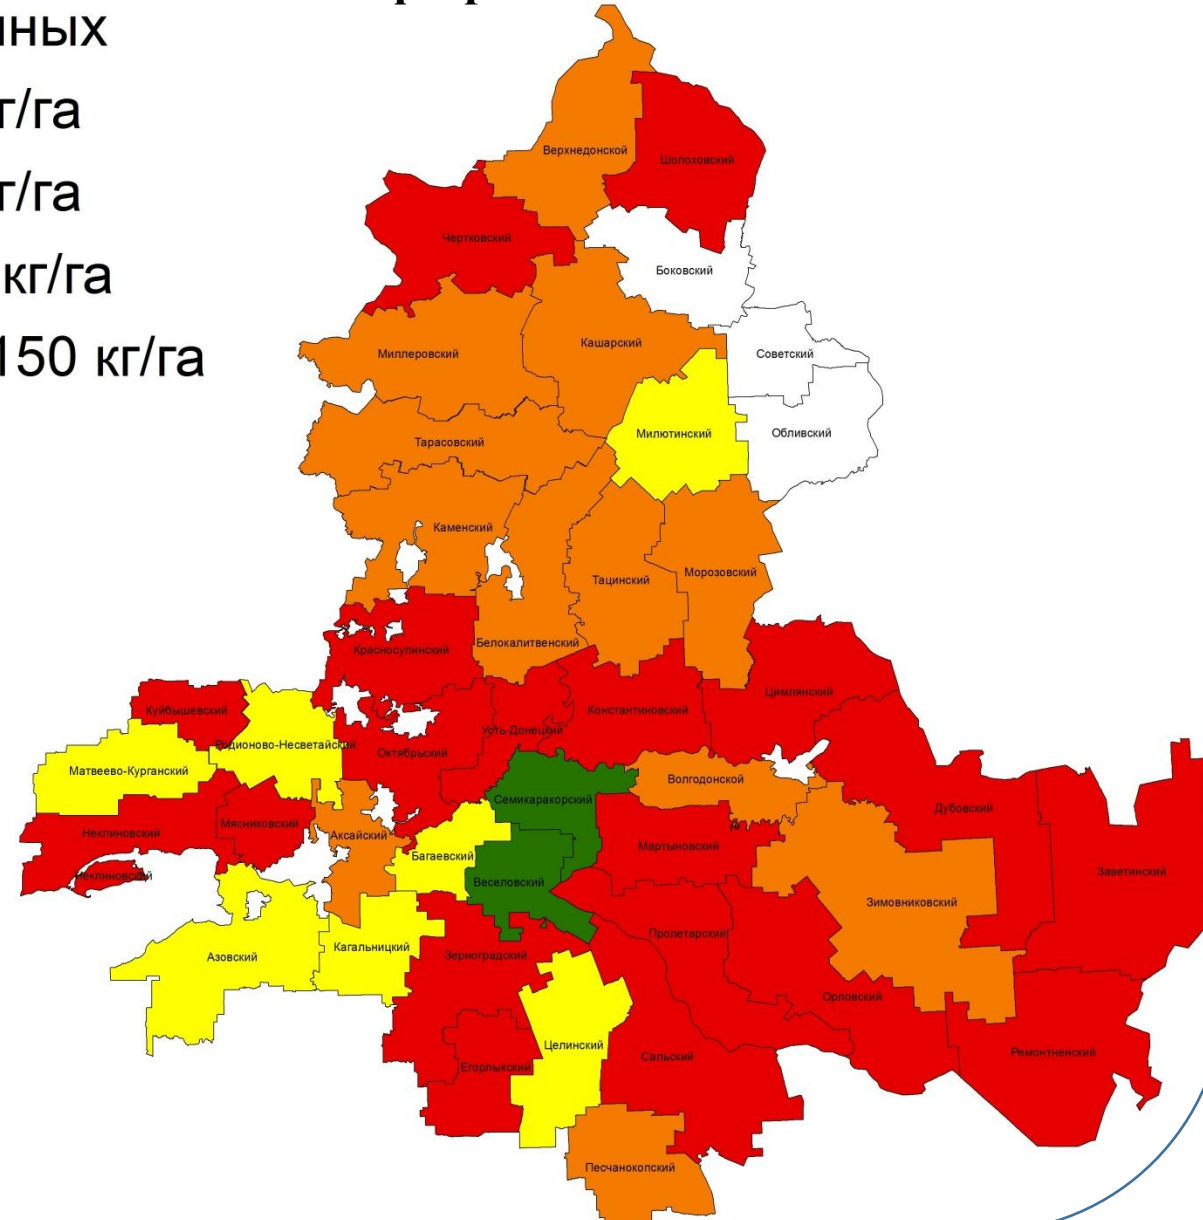 нных
г/га
г/га
кг/га
150 кг/га
Верхнедонской
Шолоховский
Чертковский
Боковский
Миллеровский
Кашарский
Советский
Тарасовский
Милютинский
Обливский
Каменский
Тацинский
Морозовский
Белокалитвенский
Красносулинский
Куйбышевский
Родионово-Несветайский
Усть-Донецкий
Константиновский
Цимлянский
Матвеево-Курганский
Октябрьский
Семикаракорский
Волгодонской
Дубовский
Неклиновский
Мясниковский
Аксайский
Багаевский
Мартыновский
Неклиновский
Веселовский
Заветинский
Зимовниковский
Азовский
Кагальницкий
Зерноградский
Пролетарский
Орловский
Целинский
Егорлыкский
Сальский
Ремонтненский
Песчанокопский